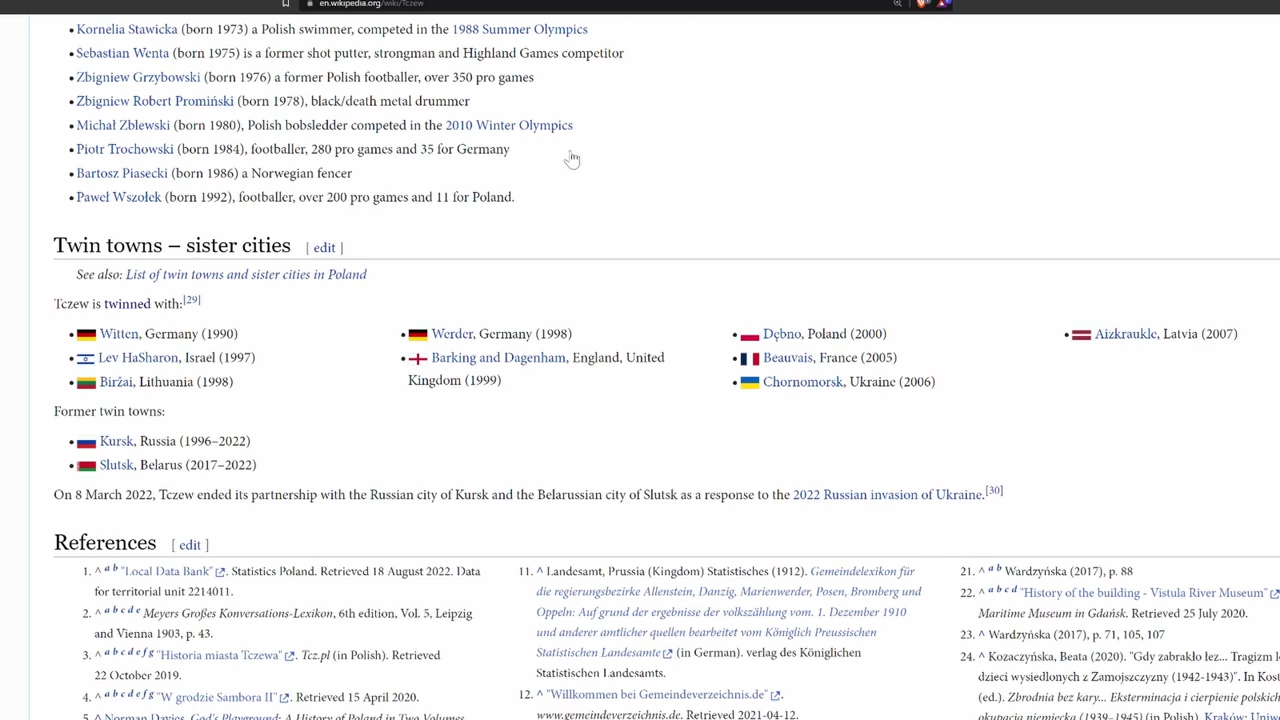 en.wikipedia.org/wiki/Tczew
• Kornelia Stawicka (born 1973) a Polish swimmer, competed in the 1988 Summer Olympics
• Sebastian Wenta (born 1975) is a former shot putter, strongman and Highland Games competitor
• Zbigniew Grzybowski (born 1976) a former Polish footballer, over 350 pro games
• Zbigniew Robert Promiński (born 1978), black/death metal drummer
• Michał Zblewski (born 1980), Polish bobsledder competed in the 2010 Winter Olympics
• Piotr Trochowski (born 1984), footballer, 280 pro games and 35 for Germany
• Bartosz Piasecki (born 1986) a Norwegian fencer
• Paweł Wszołek (born 1992), footballer, over 200 pro games and 11 for Poland.
Twin towns – sister cities [ edit ]
See also: List of twin towns and sister cities in Poland
Tczew is twinned with:[29]
• Witten, Germany (1990)
• Lev HaSharon, Israel (1997)
• Biržai, Lithuania (1998)
• Werder, Germany (1998)
• Barking and Dagenham, England, United
Kingdom (1999)
• Dębno, Poland (2000)
• Beauvais, France (2005)
• Chornomorsk, Ukraine (2006)
• Aizkraukle, Latvia (2007)
Former twin towns:
• Kursk, Russia (1996–2022)
• Slutsk, Belarus (2017–2022)
On 8 March 2022, Tczew ended its partnership with the Russian city of Kursk and the Belarussian city of Slutsk as a response to the 2022 Russian invasion of Ukraine.[30]
References [ edit ]
1. ^ a b "Local Data Bank". Statistics Poland. Retrieved 18 August 2022. Data
for territorial unit 2214011.
2. ^ a b c d e Meyers Großes Konversations-Lexikon, 6th edition, Vol. 5, Leipzig
and Vienna 1903, p. 43.
3. ^ a b c d e f g "Historia miasta Tczewa". Tcz.pl (in Polish). Retrieved
22 October 2019.
4. ^ a b c d e f g "W grodzie Sambora II". Retrieved 15 April 2020.
5. ^ Norman Davies, God's Playground: A History of Poland in Two Volumes
11. ^ Landesamt, Prussia (Kingdom) Statistisches (1912). Gemeindelexikon für
die regierungsbezirke Allenstein, Danzig, Marienwerder, Posen, Bromberg und
Oppeln: Auf grund der ergebnisse der volkszählung vom. 1. Dezember 1910
und anderer amtlicher quellen bearbeitet vom Königlich Preussischen
Statistischen Landesamte (in German). verlag des Königlichen
Statistischen Landesamts.
12. ^ "Willkommen bei Gemeindeverzeichnis.de".
www.gemeindeverzeichnis.de. Retrieved 2021-04-12.
21. ^ a b Wardzyńska (2017), p. 88
22. ^ a b c d "History of the building - Vistula River Museum"
Maritime Museum in Gdańsk. Retrieved 25 July 2020.
23. ^ Wardzyńska (2017), p. 71, 105, 107
24. ^ Kozaczyńska, Beata (2020). "Gdy zabrakło łez... Tragizm l
dzieci wysiedlonych z Zamojszczyzny (1942-1943)". In Kost
(ed.). Zbrodnia bez kary... Eksterminacja i cierpienie polskich
okupacją niemiecką (1939–1945) (in Polish). Kraków: Uniw